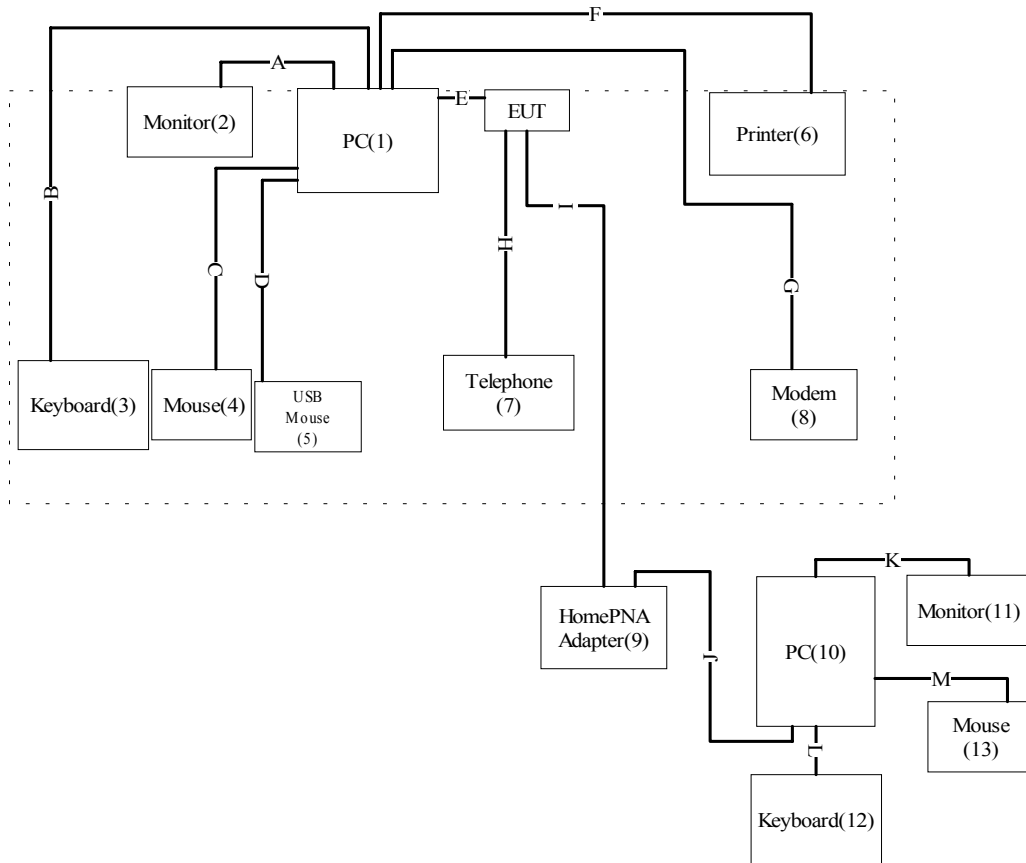 F
A
Monitor(2)
PC(1)
E
EUT
Printer(6)
B
C
D
H
I
G
Keyboard(3)
Mouse(4)
USB
Mouse
(5)
Telephone
(7)
Modem
(8)
K
HomePNA
Adapter(9)
J
PC(10)
Monitor(11)
M
Mouse
(13)
L
Keyboard(12)